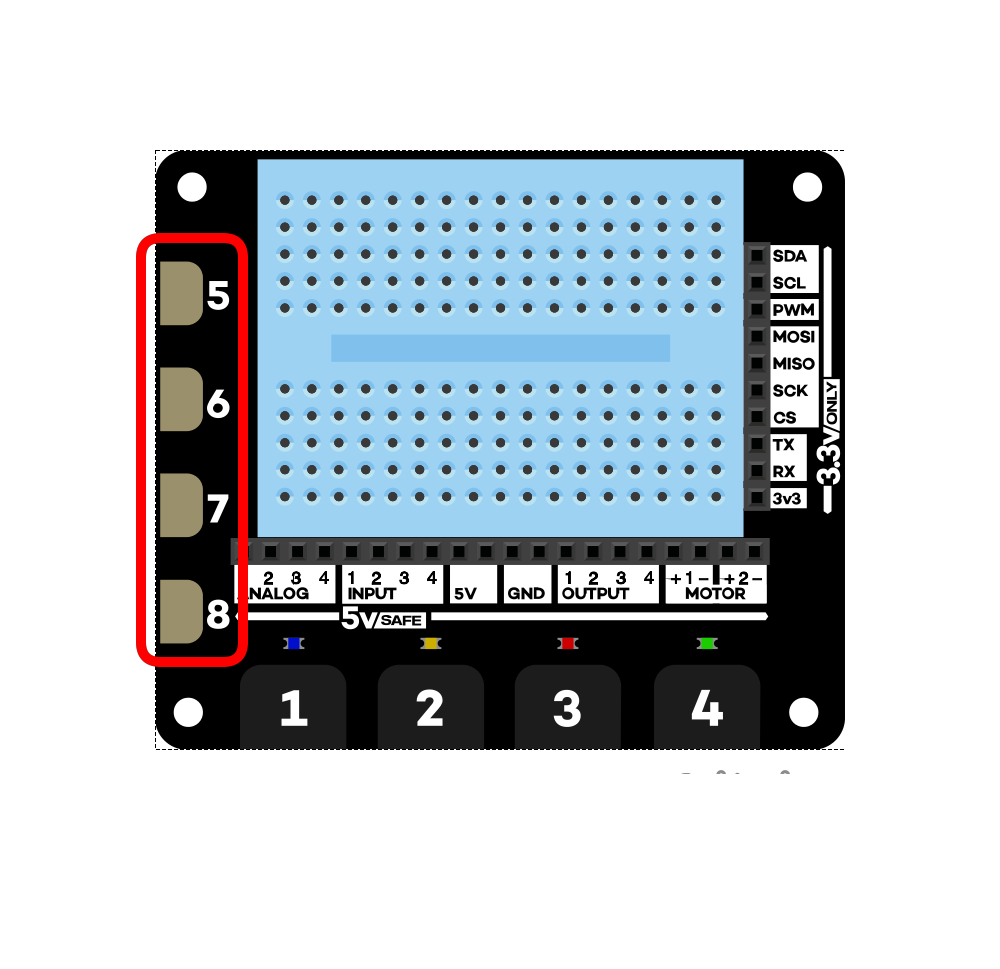 5
6
7
8
SDA
SCL
PWM
MOSI
MISO
SCK
CS
TX
RX
3v3
3.3v/ONLY
2 3 4
ANALOG
1 2 3 4
INPUT
5V
GND
1 2 3 4
OUTPUT
+1- +2-
MOTOR
5v/SAFE
1
2
3
4